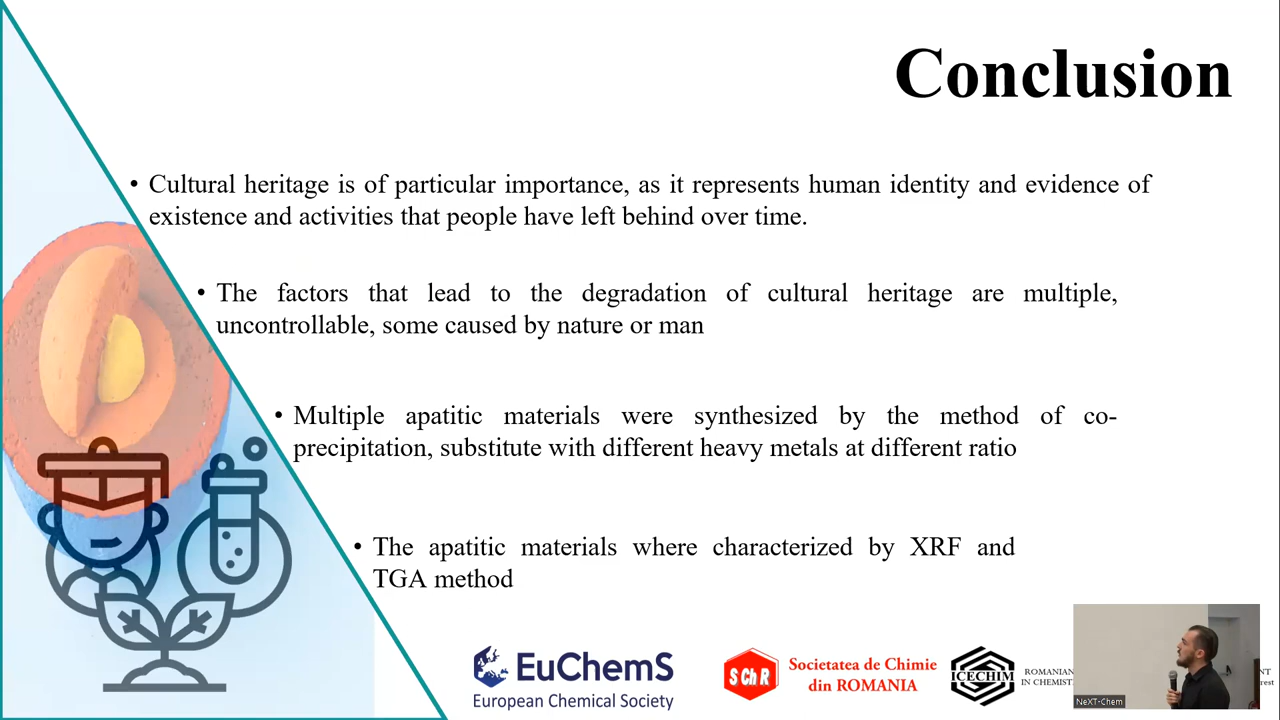 Conclusion
• Cultural heritage is of particular importance, as it represents human identity and evidence of
existence and activities that people have left behind over time.
• The factors that lead to the degradation of cultural heritage are multiple,
uncontrollable, some caused by nature or man
• Multiple apatitic materials were synthesized by the method of co-
precipitation, substitute with different heavy metals at different ratio
• The apatitic materials where characterized by XRF and
TGA method
EuChemS
European Chemical Society
SChR
Societatea de Chimie
din ROMANIA
ICECHIM
ROMANIAN
IN CHEMIST
NT
rest
NeXT-Chem